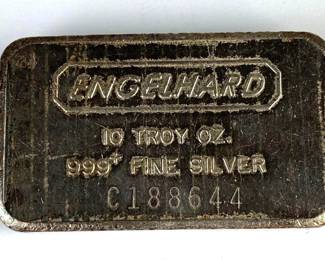 ENGELHARD
10 TROY OZ.
999+ FINE SILVER
C188644